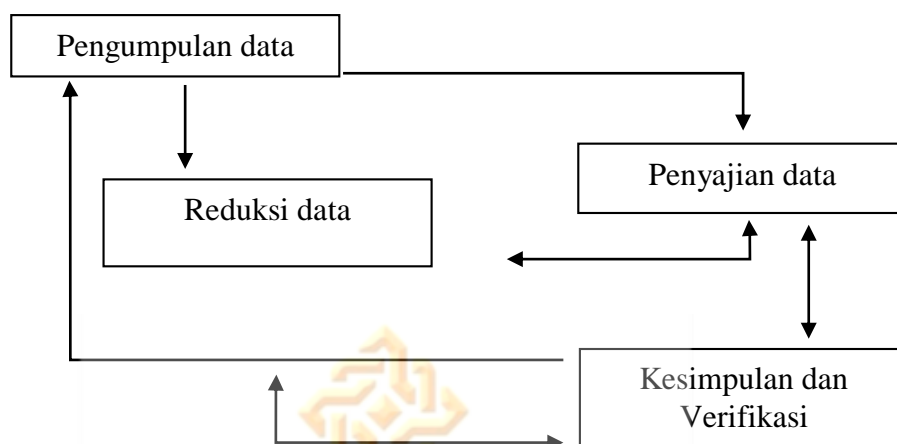 Pengumpulan data
Penyajian data
Reduksi data
Kesimpulan dan
Verifikasi